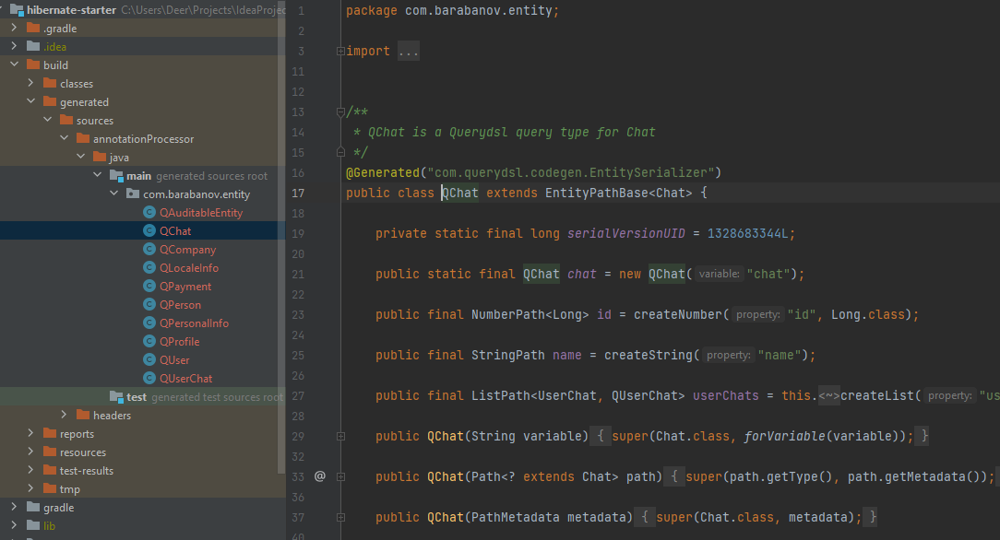 hibernate-starter C:\Users\Deer\Projects\IdeaProjec
.gradle
.idea
build
classes
generated
sources
annotationProcessor
java
main generated sources root
com.barabanov.entity
QAuditableEntity
QChat
QCompany
QLocaleInfo
QPayment
QPerson
QPersonalInfo
QProfile
QUser
QUserChat
test generated test sources root
headers
reports
resources
test-results
tmp
gradle
lib
1 package com.barabanov.entity;
2
3 import ...
11
12
13 /**
14 * QChat is a Querydsl query type for Chat
15 */
16 @Generated("com.querydsl.codegen.EntitySerializer")
17 public class QChat extends EntityPathBase<Chat> {
18
19 private static final long serialVersionUID = 1328683344L;
20
21 public static final QChat chat = new QChat( variable: "chat");
22
23 public final NumberPath<Long> id = createNumber( property: "id", Long.class);
24
25 public final StringPath name = createString( property: "name");
26
27 public final ListPath<UserChat, QUserChat> userChats = this.<~>createList( property: "us
28
29 public QChat(String variable) { super(Chat.class, forVariable(variable)); }
32
33 @ public QChat(Path<? extends Chat> path) { super(path.getType(), path.getMetadata());
36
37 public QChat(PathMetadata metadata) { super(Chat.class, metadata); }
40